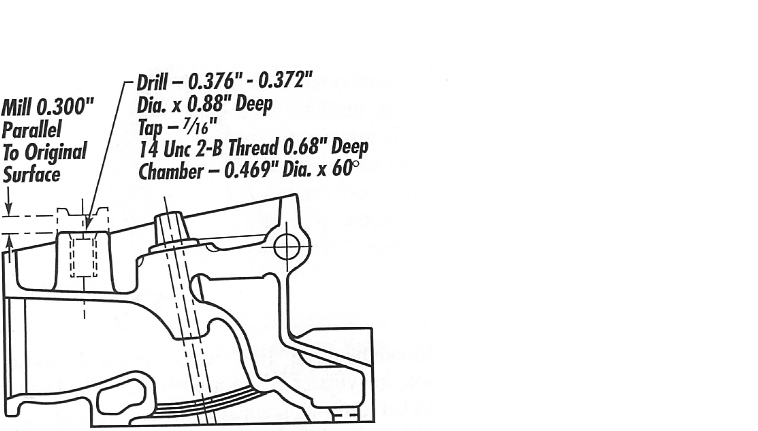 Drill – 0.376" - 0.372"
Dia. x 0.88" Deep
Tap – 7/16"
14 Unc 2-B Thread 0.68" Deep
Chamber – 0.469" Dia. x 60°
Mill 0.300"
Parallel
To Original
Surface